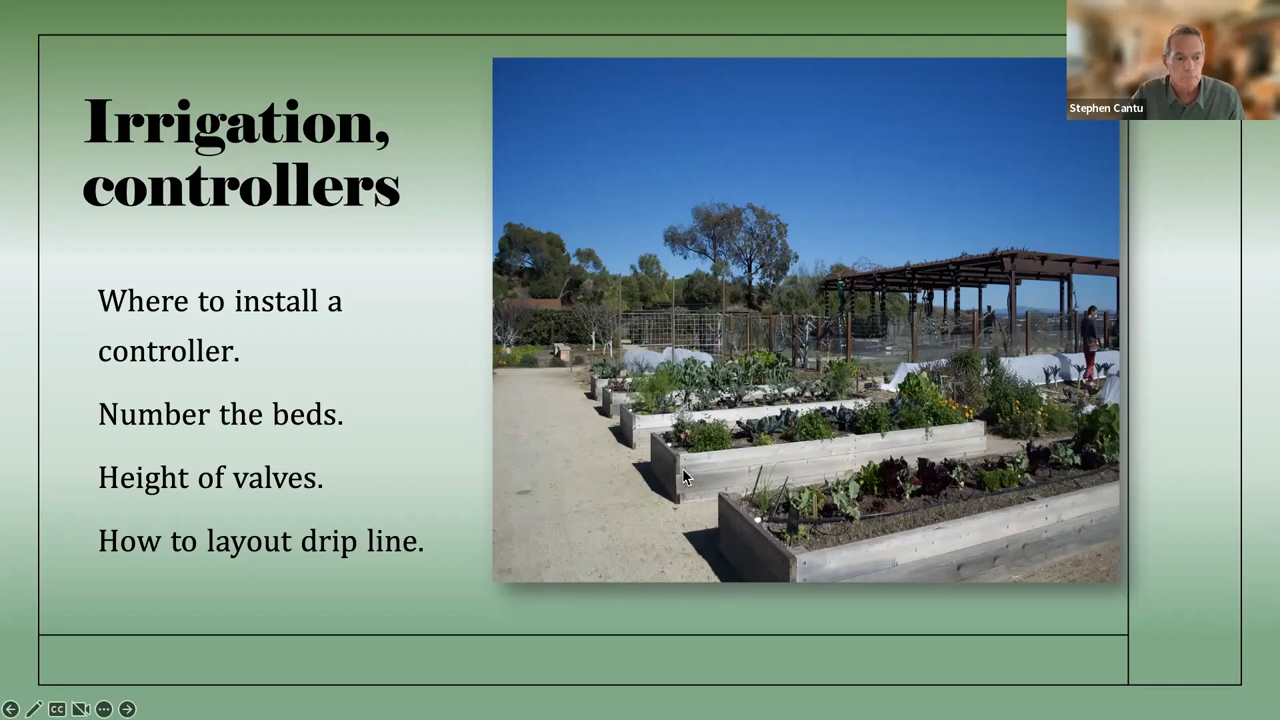 Irrigation,
controllers
Where to install a
controller.
Number the beds.
Height of valves.
How to layout drip line.
Stephen Cantu
CC